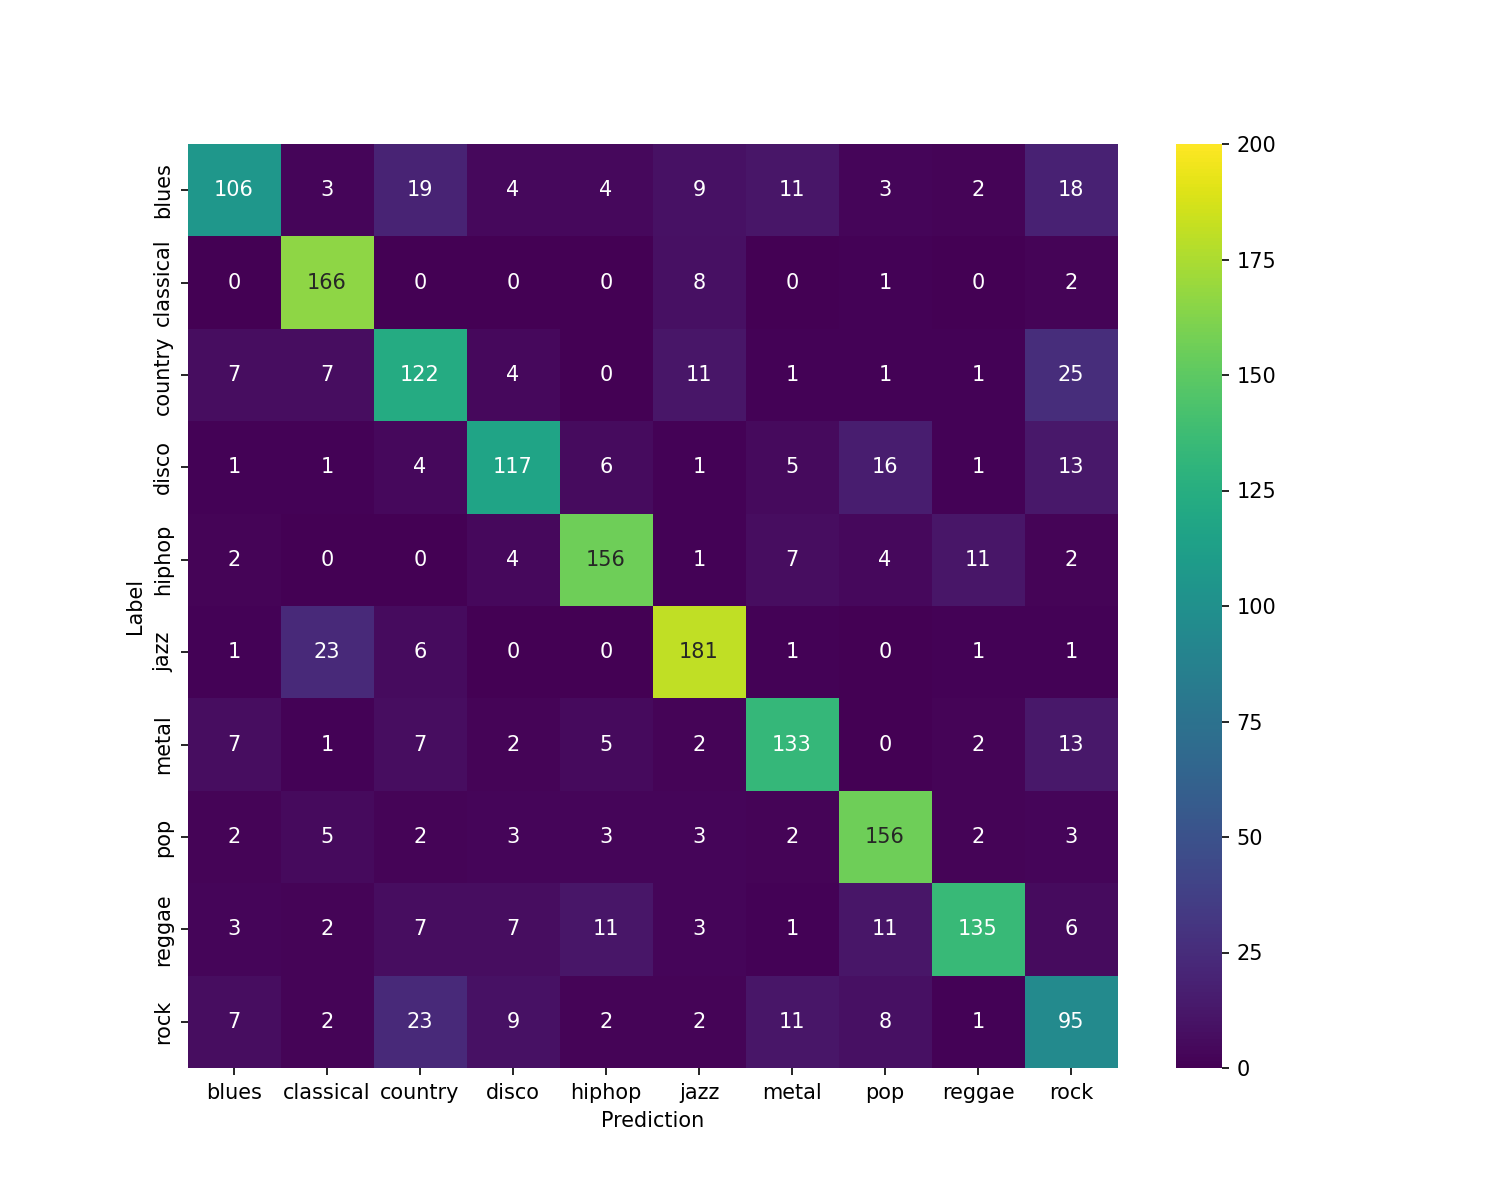 blues 106 3 19 4 4 9 11 3 2 18
classical 0 166 0 0 0 8 0 1 0 2
country 7 7 122 4 0 11 1 1 1 25
disco 1 1 4 117 6 1 5 16 1 13
hiphop 2 0 0 4 156 1 7 4 11 2
jazz 1 23 6 0 0 181 1 0 1 1
metal 7 1 7 2 5 2 133 0 2 13
pop 2 5 2 3 3 3 2 156 2 3
reggae 3 2 7 7 11 3 1 11 135 6
rock 7 2 23 9 2 2 11 8 1 95
blues classical country disco hiphop jazz metal pop reggae rock
Prediction
Label
200
175
150
125
100
75
50
25
0